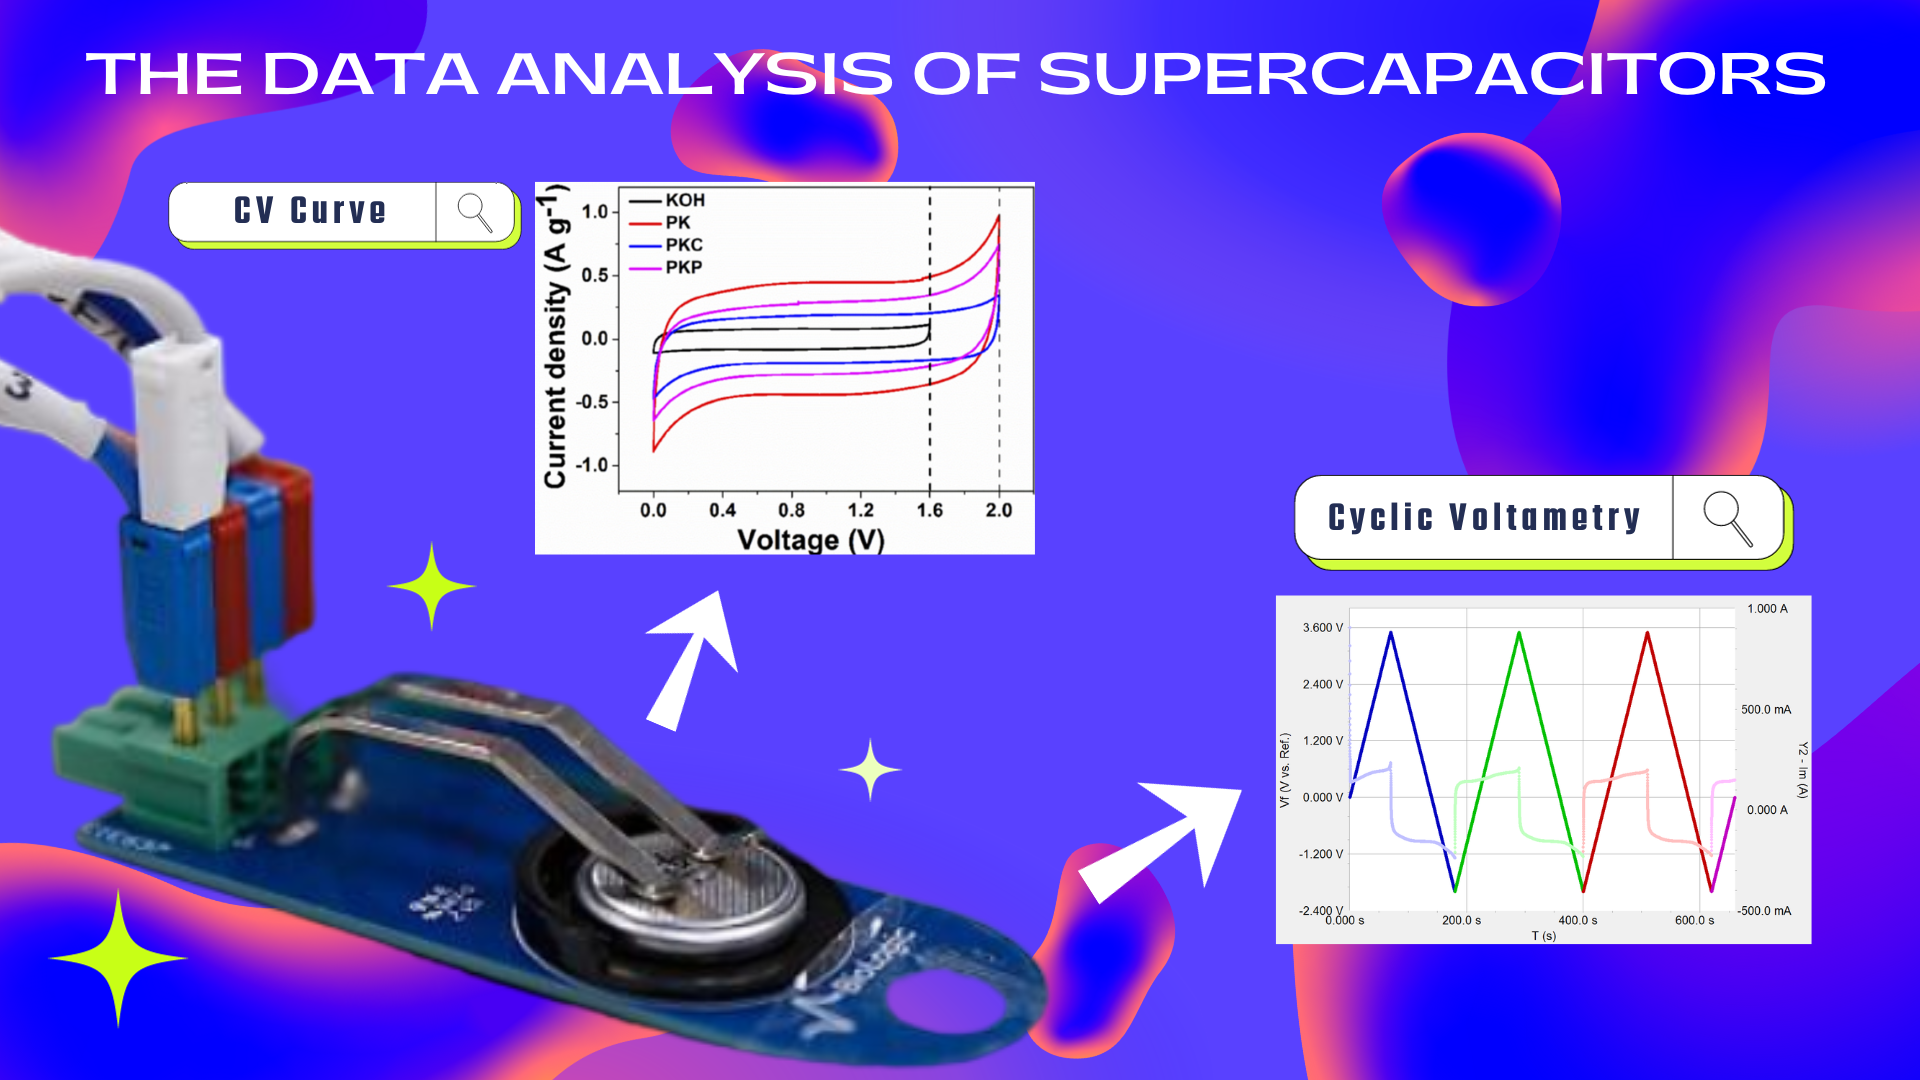 THE DATA ANALYSIS OF SUPERCAPACITORS
CV Curve
Current density (A g⁻¹)
KOH
PK
PKC
PKP
1.0
0.5
0.0
-0.5
-1.0
0.0 0.4 0.8 1.2 1.6 2.0
Voltage (V)
3
BioLogic
Cyclic Voltametry
Vf (V vs. Ref.)
3.600 V
2.400 V
1.200 V
0.000 V
-1.200 V
-2.400 V
1.000 A
500.0 mA
0.000 A
-500.0 mA
Y2 - Im (A)
0.000 s 200.0 s 400.0 s 600.0 s
T (s)